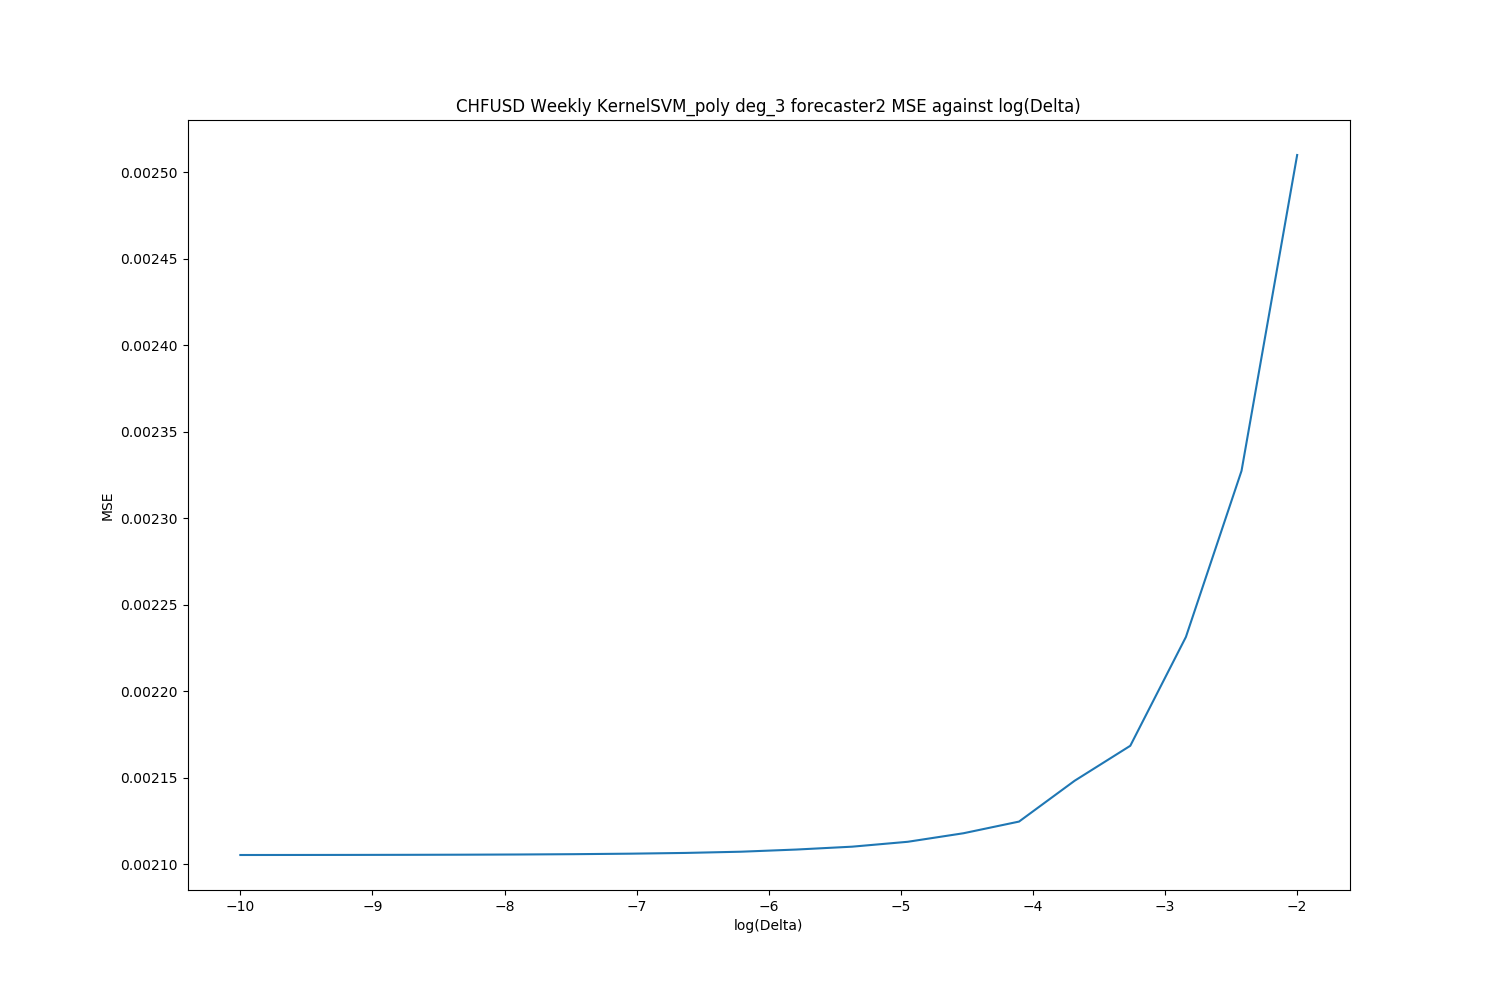 CHFUSD Weekly KernelSVM_poly deg_3 forecaster2 MSE against log(Delta)
0.00250
0.00245
0.00240
0.00235
0.00230
0.00225
0.00220
0.00215
0.00210
MSE
−10 −9 −8 −7 −6 −5 −4 −3 −2
log(Delta)